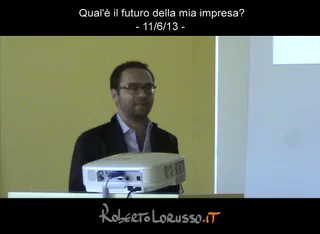 Qual'è il futuro della mia impresa?
- 11/6/13 -
ROBERTOLORUSSO.iT